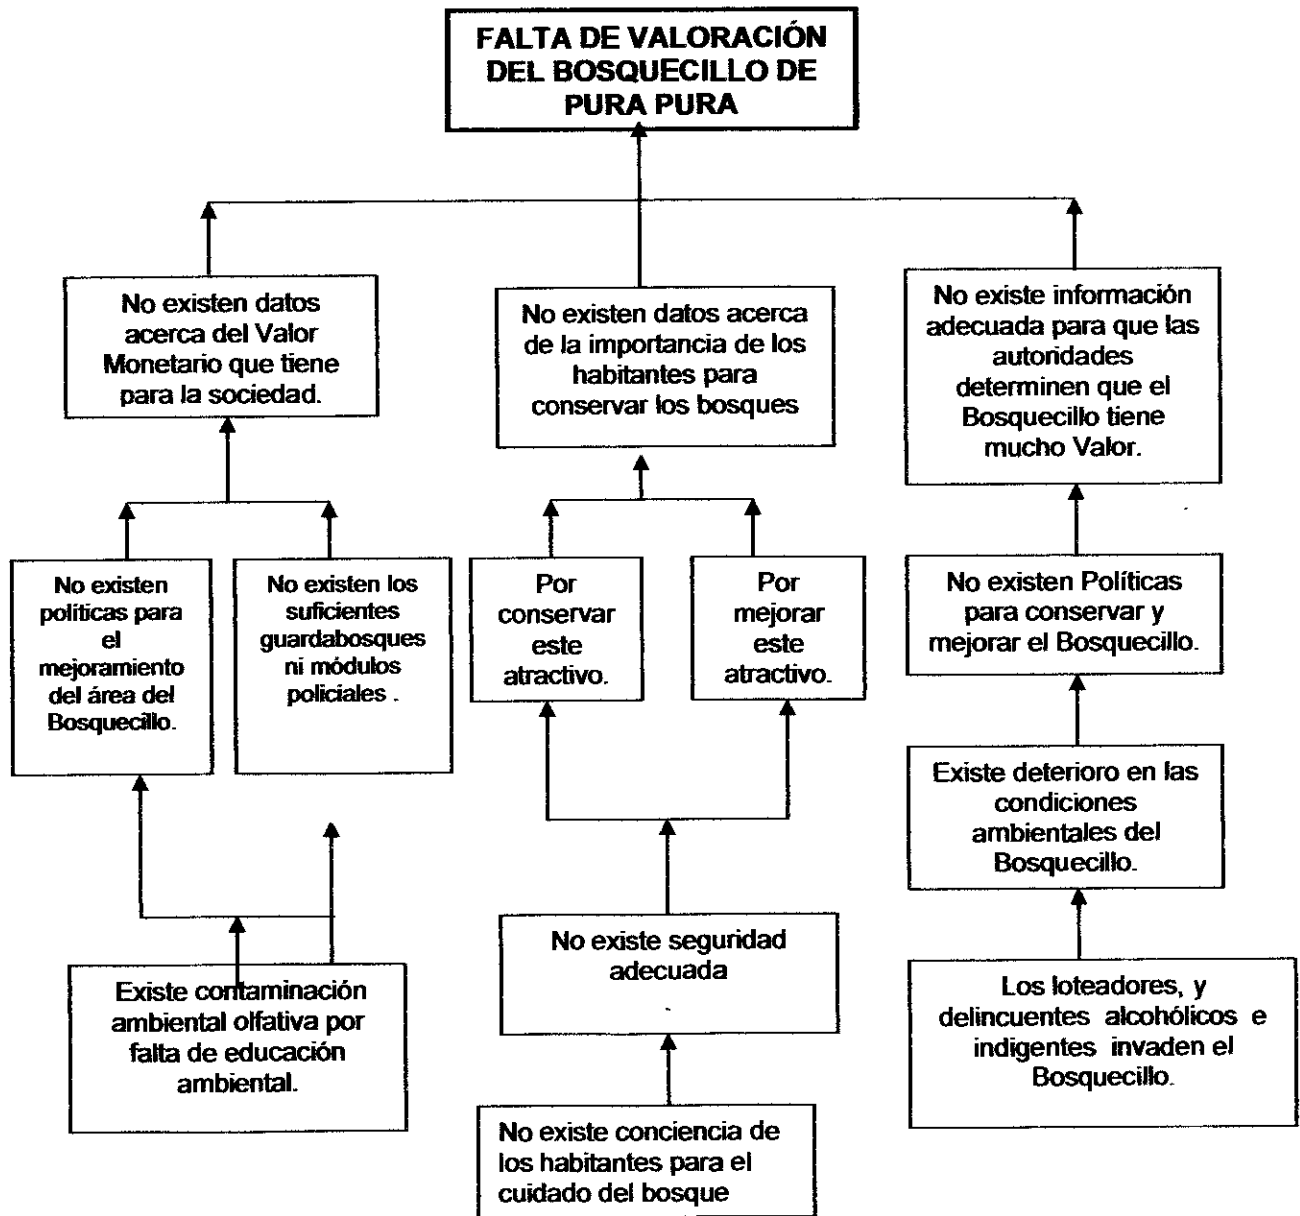 FALTA DE VALORACIÓN
DEL BOSQUECILLO DE
PURA PURA
No existen datos
acerca del Valor
Monetario que tiene
para la sociedad.
No existen datos acerca
de la importancia de los
habitantes para
conservar los bosques
No existe información
adecuada para que las
autoridades
determinen que el
Bosquecillo tiene
mucho Valor.
No existen
políticas para
el
mejoramiento
del área del
Bosquecillo.
No existen los
suficientes
guardabosques
ni módulos
policiales .
Por
conservar
este
atractivo.
Por
mejorar
este
atractivo.
No existen Políticas
para conservar y
mejorar el Bosquecillo.
Existe deterioro en las
condiciones
ambientales del
Bosquecillo.
No existe seguridad
adecuada
Existe contaminación
ambiental olfativa por
falta de educación
ambiental.
Los loteadores, y
delincuentes alcohólicos e
indigentes invaden el
Bosquecillo.
No existe conciencia de
los habitantes para el
cuidado del bosque